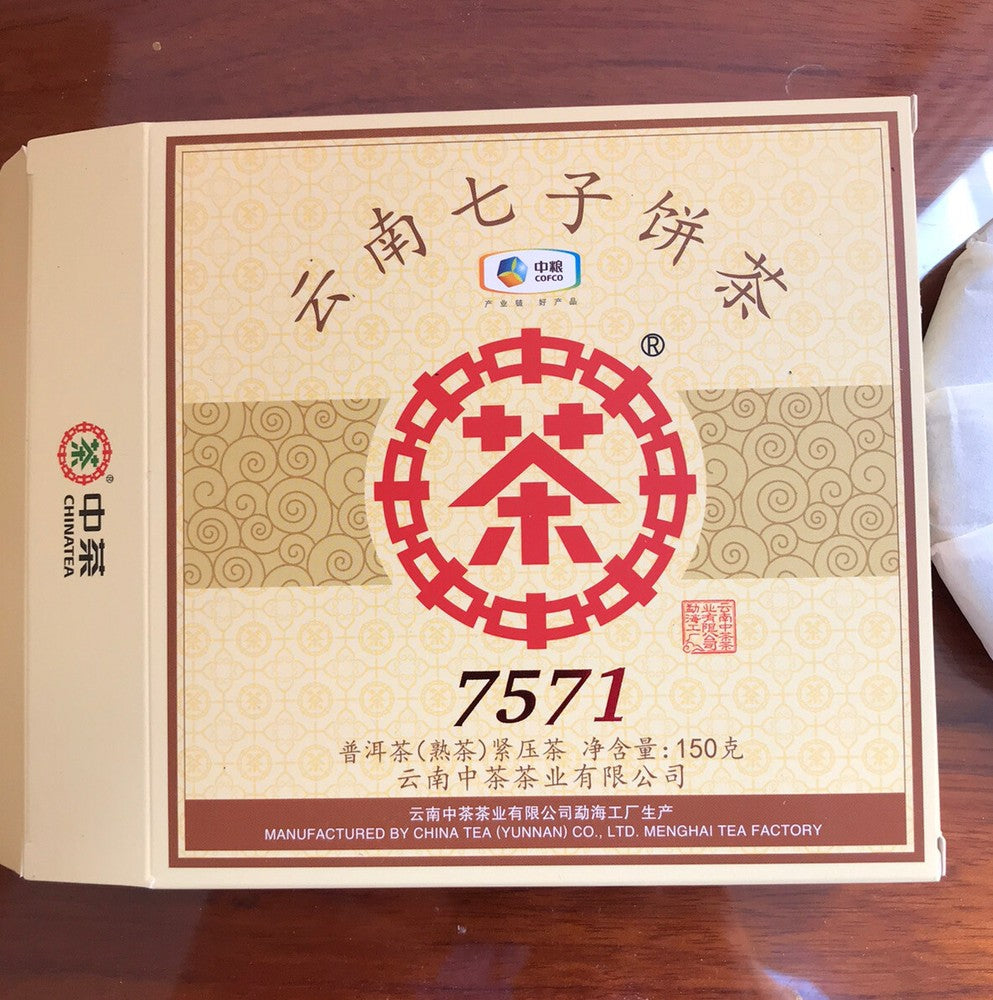 云南七子饼茶
中粮
COFCO
产业链 好产品
茶
®
云南中茶茶
业有限公司
勐海工厂
7571
普洱茶(熟茶)紧压茶 净含量:150克
云南中茶茶业有限公司
云南中茶茶业有限公司勐海工厂生产
MANUFACTURED BY CHINA TEA (YUNNAN) CO., LTD. MENGHAI TEA FACTORY
茶
®
中茶
CHINATEA